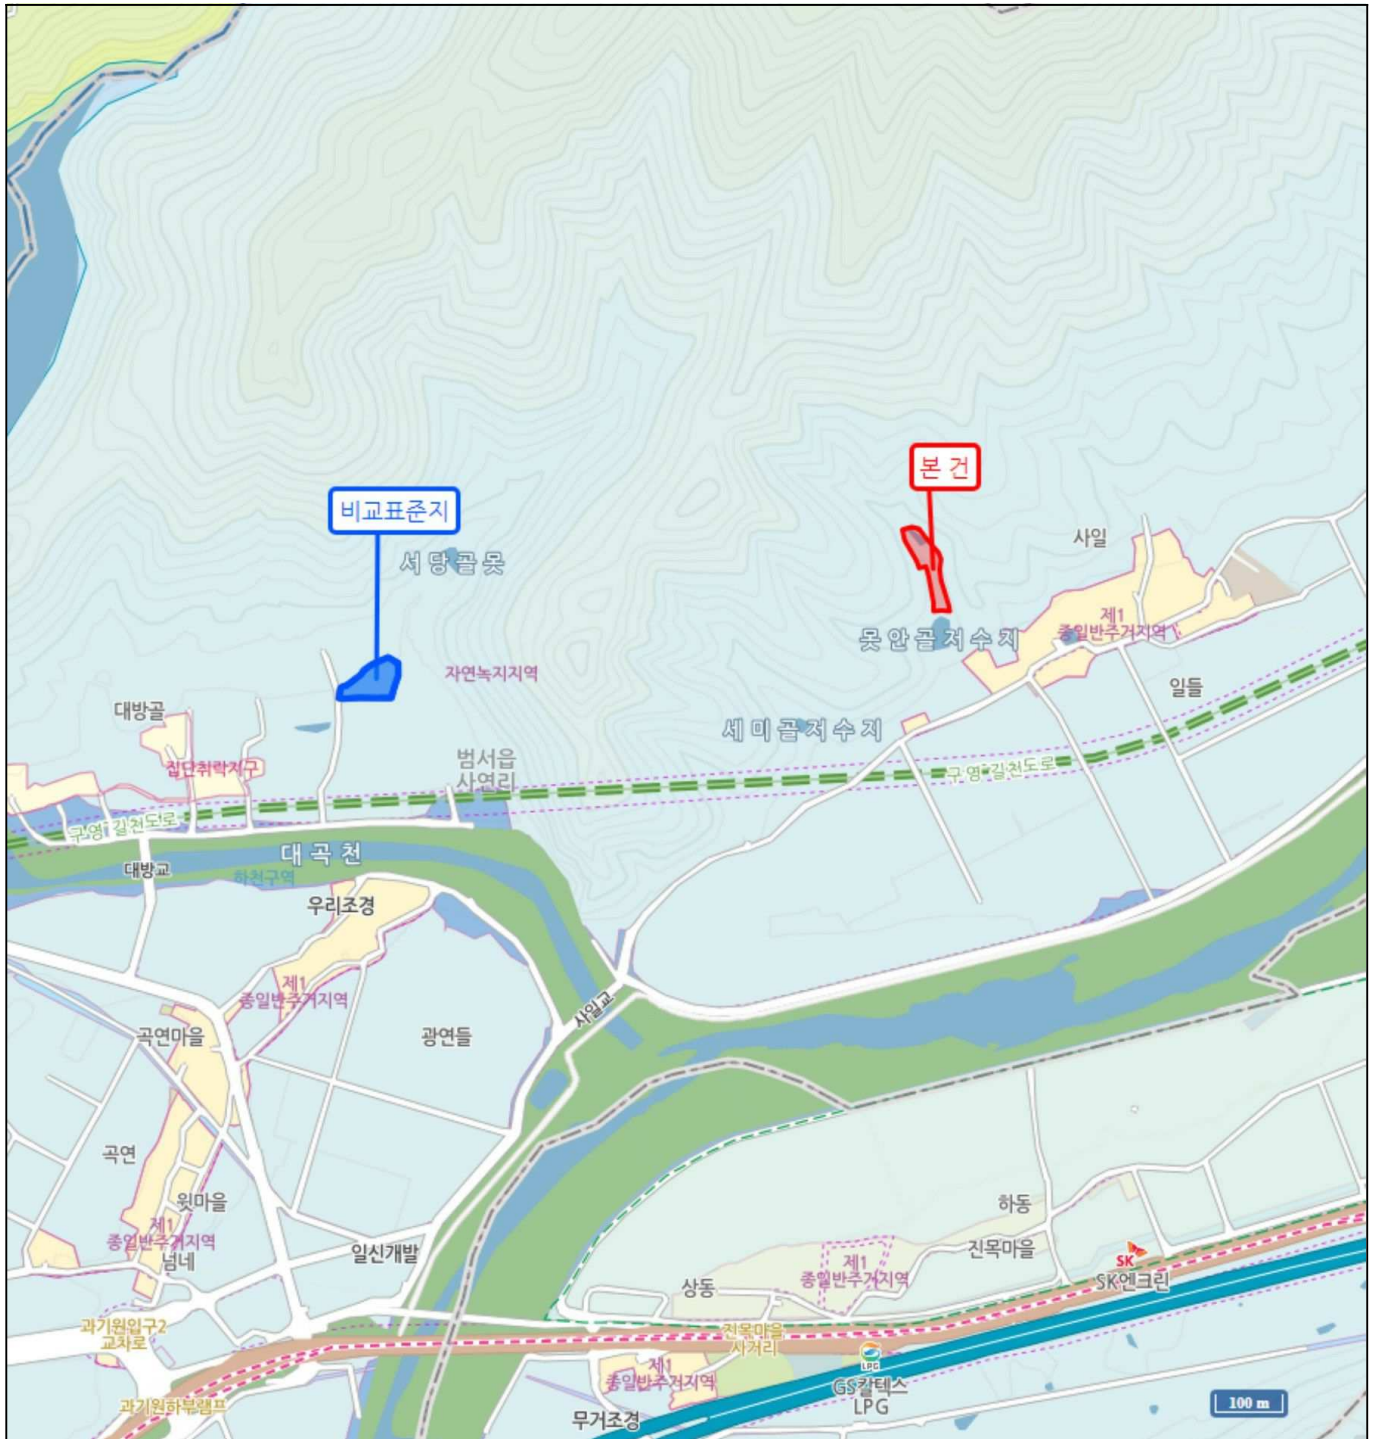 본 건
비교표준지
사일
서당골못
제1
종일반주거지역
못안골저수지
자연녹지지역
일들
대방골
세미골저수지
범서읍
사연리
집단취락지구
구영~길천도로
구영~길천도로
대곡천
대방교
하천구역
우리조경
제1
종일반주거지역
사일교
곡연마을
광연들
곡연
하동
윗마을
제1
종일반주거지역
넘네
일신개발
진목마을
제1
종일반주거지역
SK
SK엔크린
상동
과기원입구2
교차로
진목마을
사거리
LPG
제1
종일반주거지역
GS칼텍스
LPG
과기원하부램프
무거조경
100 m